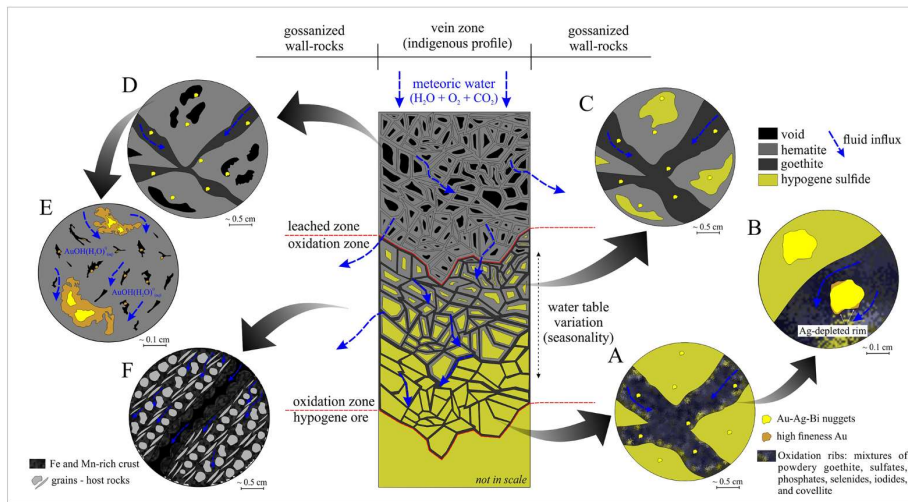 gossanized
wall-rocks
vein zone
(indigenous profile)
gossanized
wall-rocks
meteoric water
(H₂O + O₂ + CO₂)
D
~ 0.5 cm
C
~ 0.5 cm
void
hematite
goethite
hypogene sulfide
fluid influx
E
AuOH(H₂O)⁰
AuOH(H₂O)⁰
~ 0.1 cm
leached zone
oxidation zone
B
Ag-depleted rim
~ 0.1 cm
water table
variation
(seasonality)
F
~ 0.5 cm
A
~ 0.5 cm
oxidation zone
hypogene ore
not in scale
Fe and Mn-rich crust
grains - host rocks
Au-Ag-Bi nuggets
high fineness Au
Oxidation ribs: mixtures of
powdery goethite, sulfates,
phosphates, selenides, iodides,
and covellite